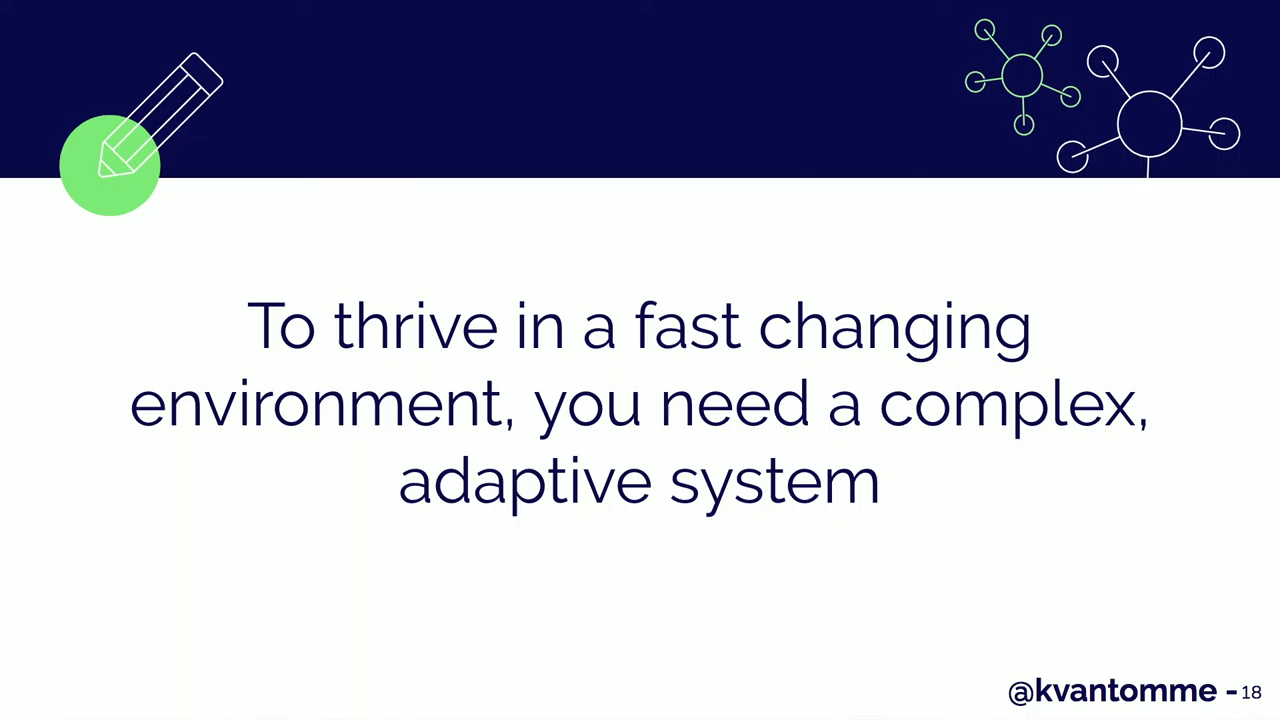 To thrive in a fast changing
environment, you need a complex,
adaptive system
@kvantomme - 18